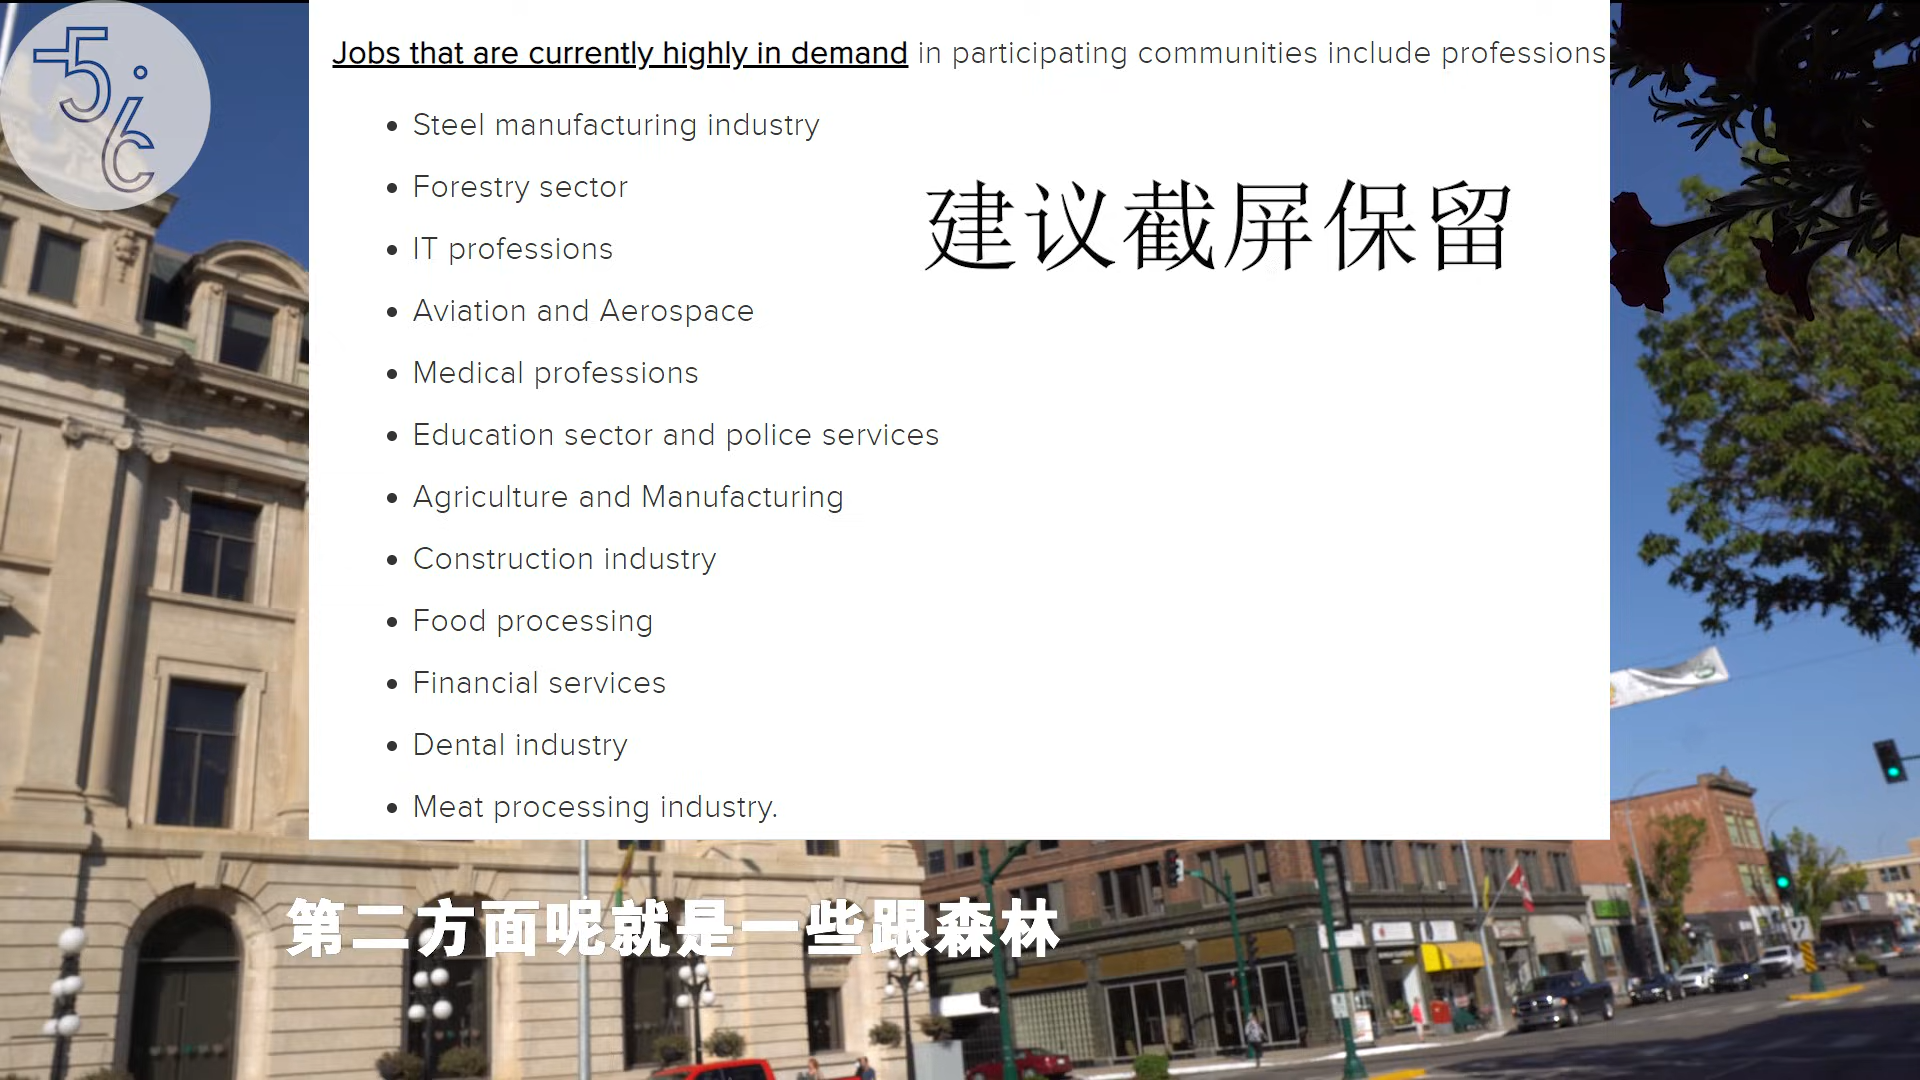 5°6c
Jobs that are currently highly in demand in participating communities include professions
• Steel manufacturing industry
• Forestry sector
建议截屏保留
• IT professions
• Aviation and Aerospace
• Medical professions
• Education sector and police services
• Agriculture and Manufacturing
• Construction industry
• Food processing
• Financial services
• Dental industry
• Meat processing industry.
第二方面呢就是一些跟森林